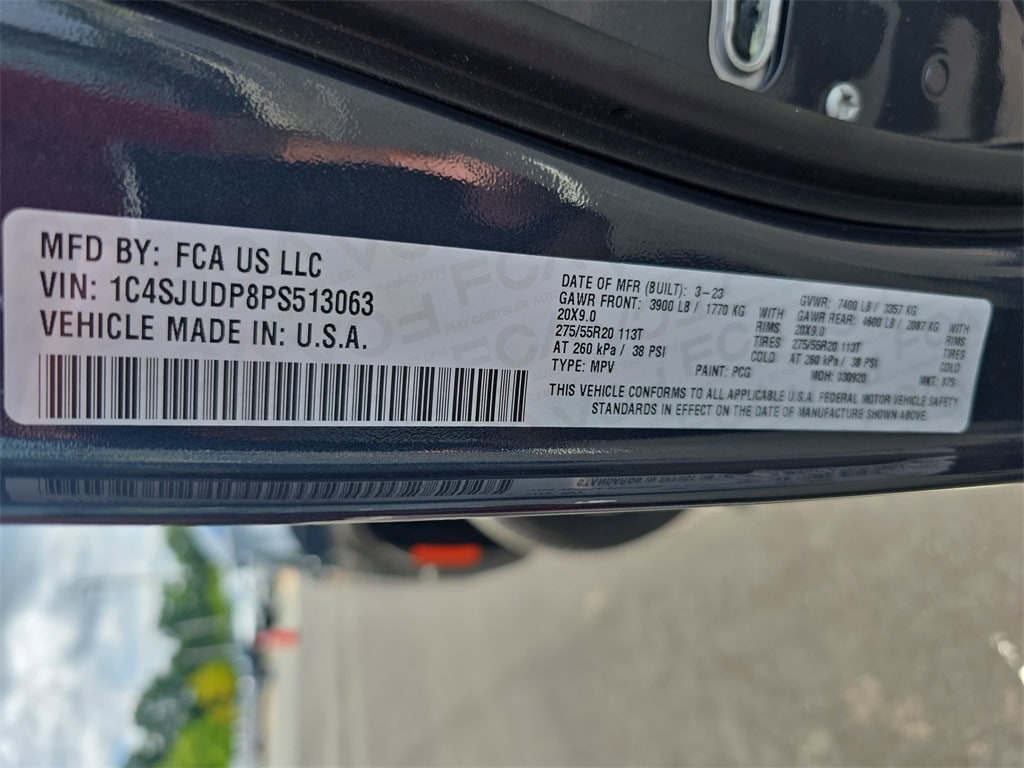 MFD BY: FCA US LLC
VIN: 1C4SJUDP8PS513063
VEHICLE MADE IN: U.S.A.
DATE OF MFR (BUILT): 3-23
GAWR FRONT: 3900 LB / 1770 KG WITH
20X9.0 RIMS
275/55R20 113T TIRES
AT 260 kPa / 38 PSI COLD
TYPE: MPV PAINT: PCG
GVWR: 7400 LB / 3357 KG
GAWR REAR: 4600 LB / 2087 KG WITH
20X9.0 RIMS
275/55R20 113T TIRES
AT 260 kPa / 38 PSI COLD
MDH: 030920 MKT: 875
THIS VEHICLE CONFORMS TO ALL APPLICABLE U.S.A. FEDERAL MOTOR VEHICLE SAFETY
STANDARDS IN EFFECT ON THE DATE OF MANUFACTURE SHOWN ABOVE.